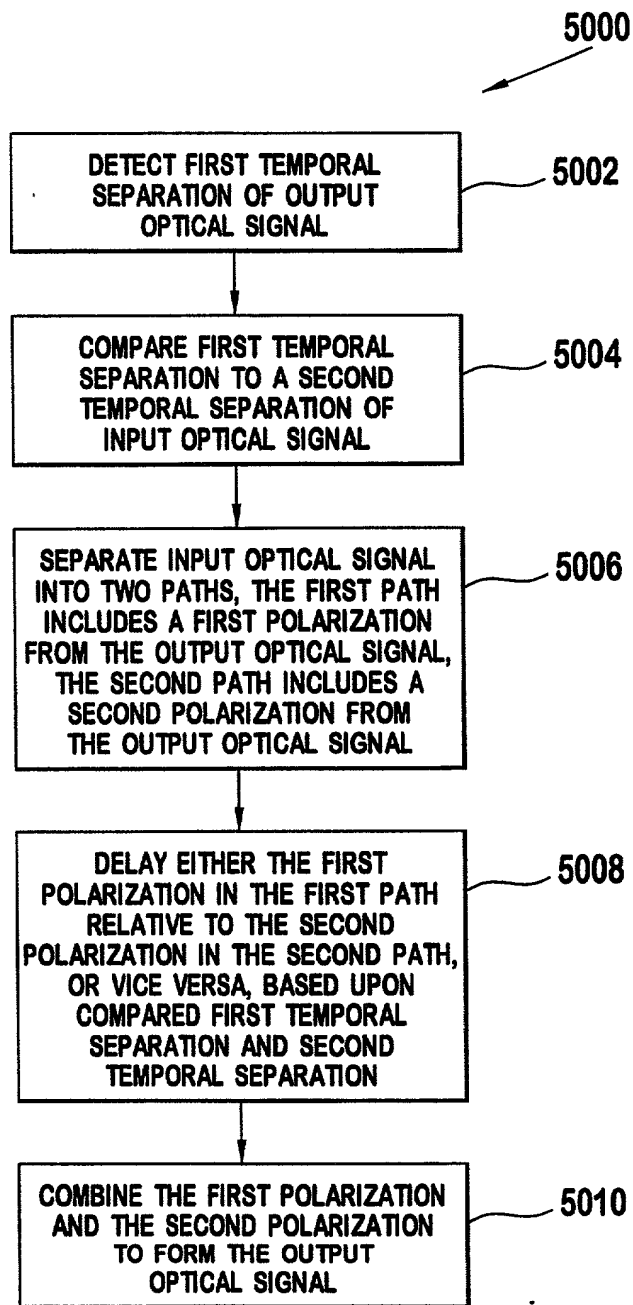 5000
DETECT FIRST TEMPORAL
SEPARATION OF OUTPUT
OPTICAL SIGNAL
5002
COMPARE FIRST TEMPORAL
SEPARATION TO A SECOND
TEMPORAL SEPARATION OF
INPUT OPTICAL SIGNAL
5004
SEPARATE INPUT OPTICAL SIGNAL
INTO TWO PATHS, THE FIRST PATH
INCLUDES A FIRST POLARIZATION
FROM THE OUTPUT OPTICAL SIGNAL,
THE SECOND PATH INCLUDES A
SECOND POLARIZATION FROM
THE OUTPUT OPTICAL SIGNAL
5006
DELAY EITHER THE FIRST
POLARIZATION IN THE FIRST PATH
RELATIVE TO THE SECOND
POLARIZATION IN THE SECOND PATH,
OR VICE VERSA, BASED UPON
COMPARED FIRST TEMPORAL
SEPARATION AND SECOND
TEMPORAL SEPARATION
5008
COMBINE THE FIRST POLARIZATION
AND THE SECOND POLARIZATION
TO FORM THE OUTPUT
OPTICAL SIGNAL
5010